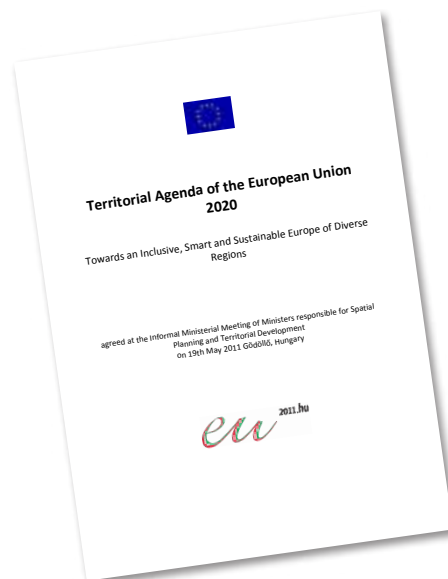 Territorial Agenda of the European Union
2020
Towards an Inclusive, Smart and Sustainable Europe of Diverse
Regions
agreed at the Informal Ministerial Meeting of Ministers responsible for Spatial
Planning and Territorial Development
on 19th May 2011 Gödöllő, Hungary
eu 2011.hu